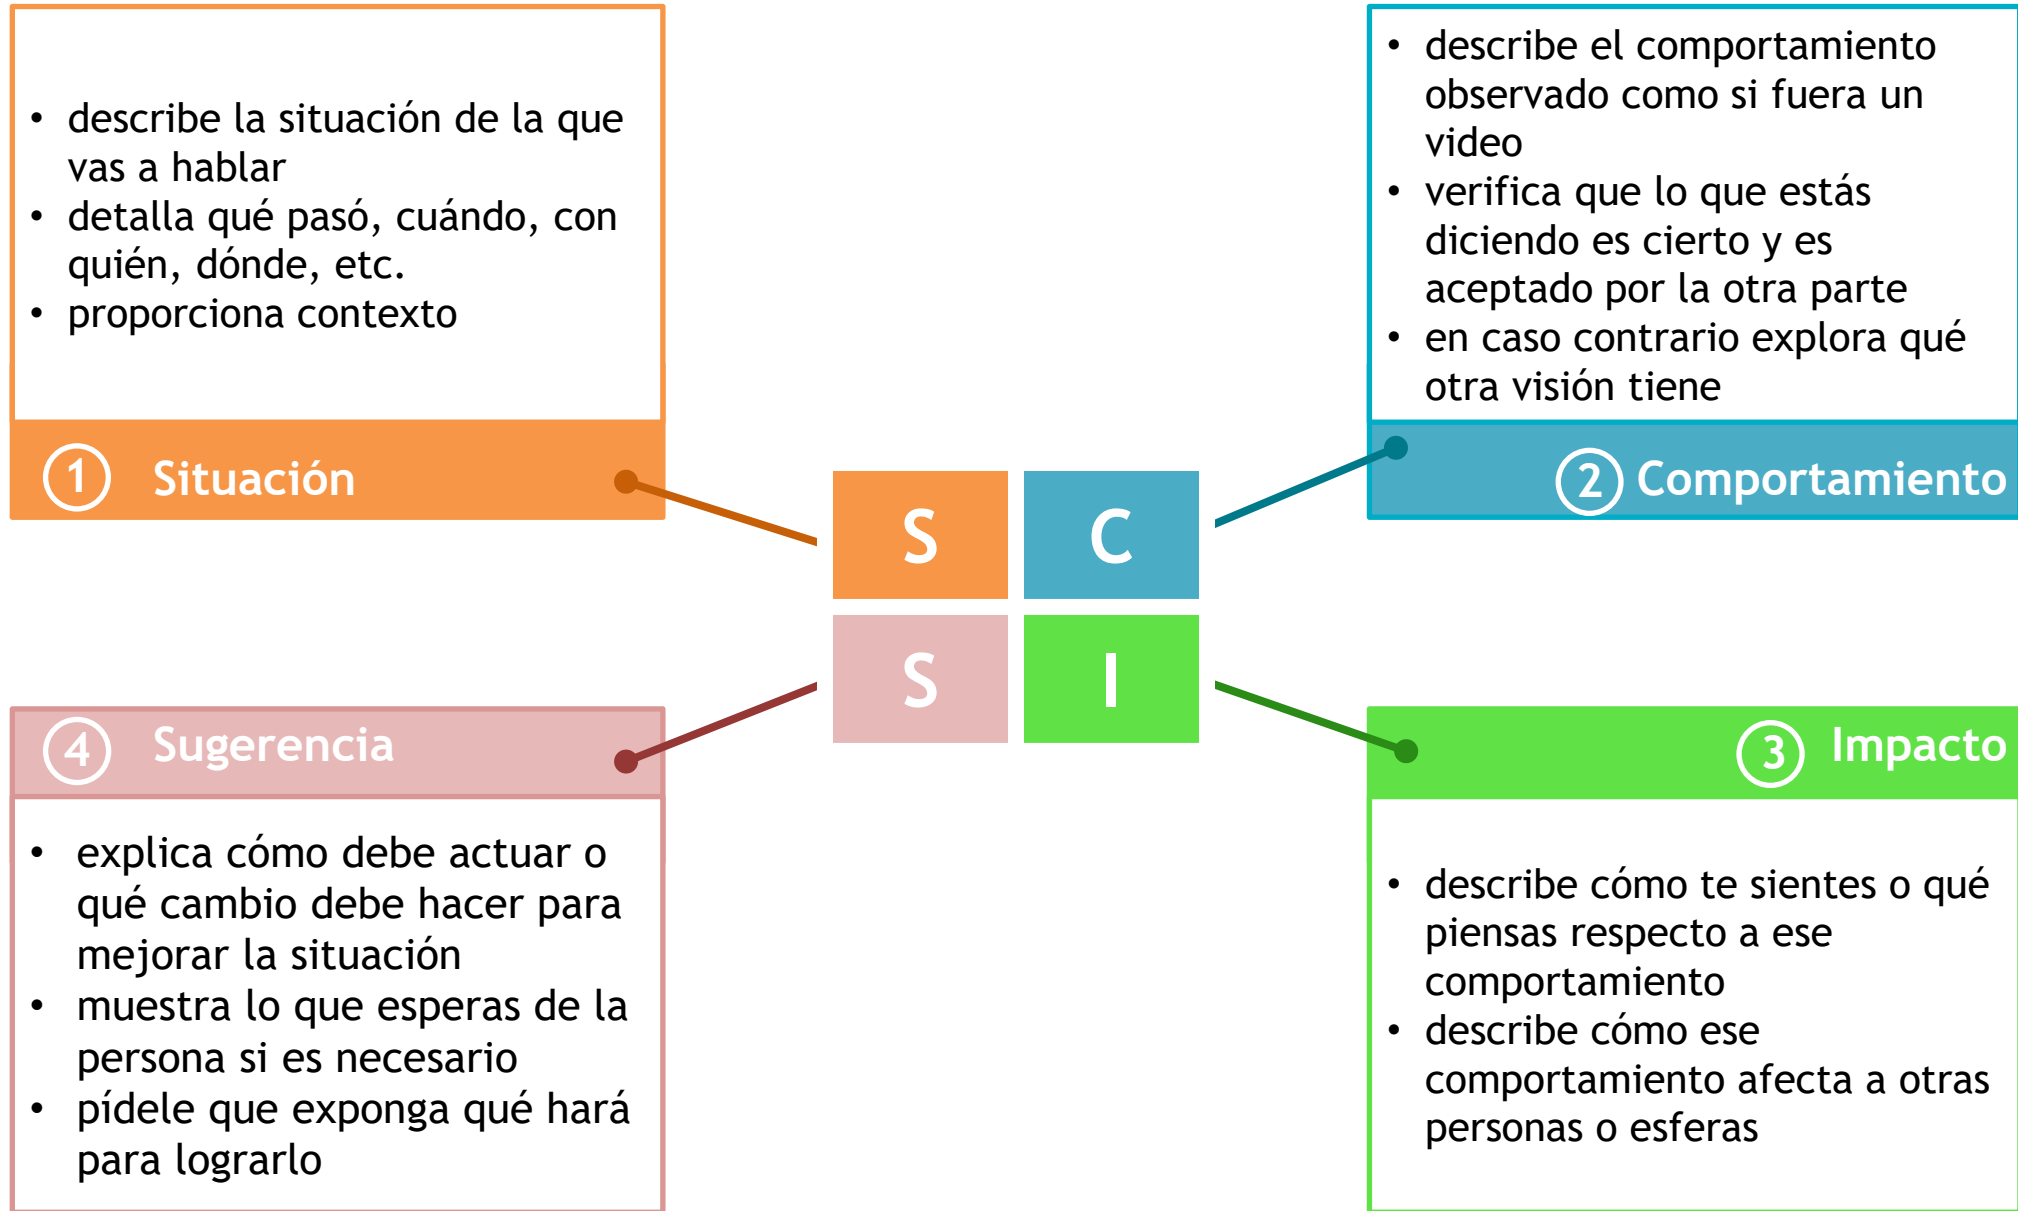 • describe la situación de la que
vas a hablar
• detalla qué pasó, cuándo, con
quién, dónde, etc.
• proporciona contexto
1 Situación
• describe el comportamiento
observado como si fuera un
video
• verifica que lo que estás
diciendo es cierto y es
aceptado por la otra parte
• en caso contrario explora qué
otra visión tiene
2 Comportamiento
S C
S I
4 Sugerencia
• explica cómo debe actuar o
qué cambio debe hacer para
mejorar la situación
• muestra lo que esperas de la
persona si es necesario
• pídele que exponga qué hará
para lograrlo
3 Impacto
• describe cómo te sientes o qué
piensas respecto a ese
comportamiento
• describe cómo ese
comportamiento afecta a otras
personas o esferas